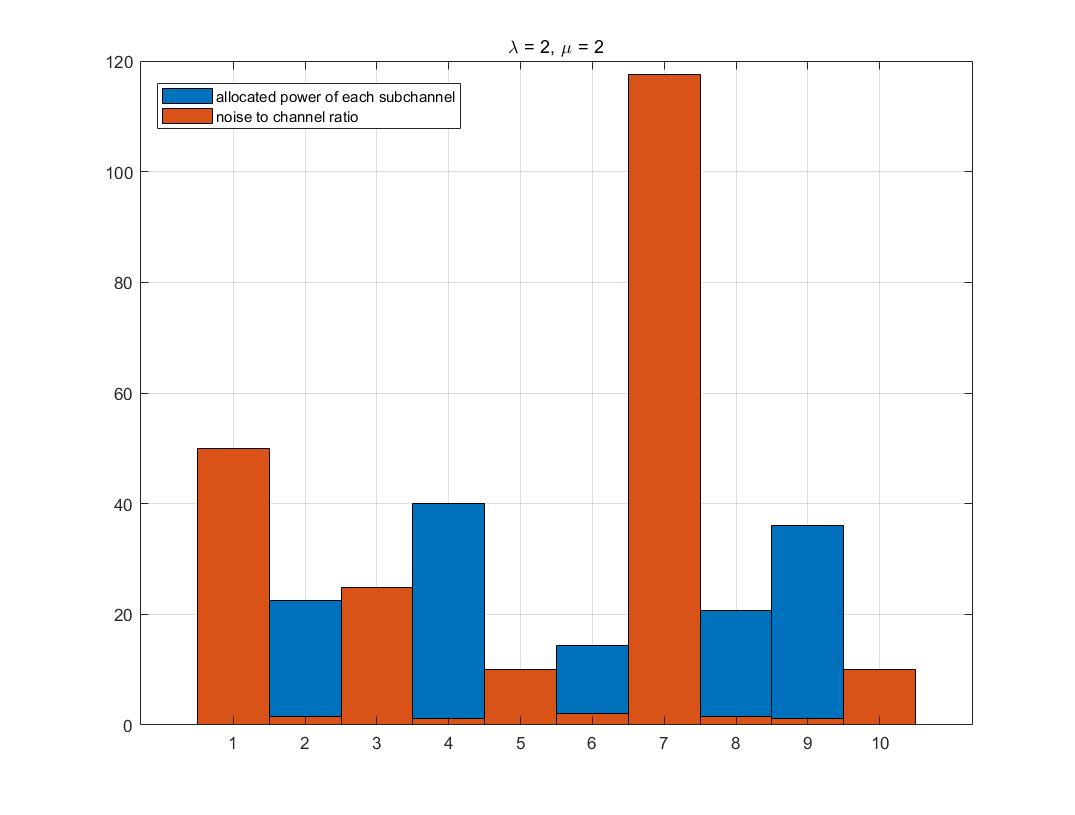 λ = 2, μ = 2
120
allocated power of each subchannel
noise to channel ratio
100
80
60
40
20
0
1 2 3 4 5 6 7 8 9 10